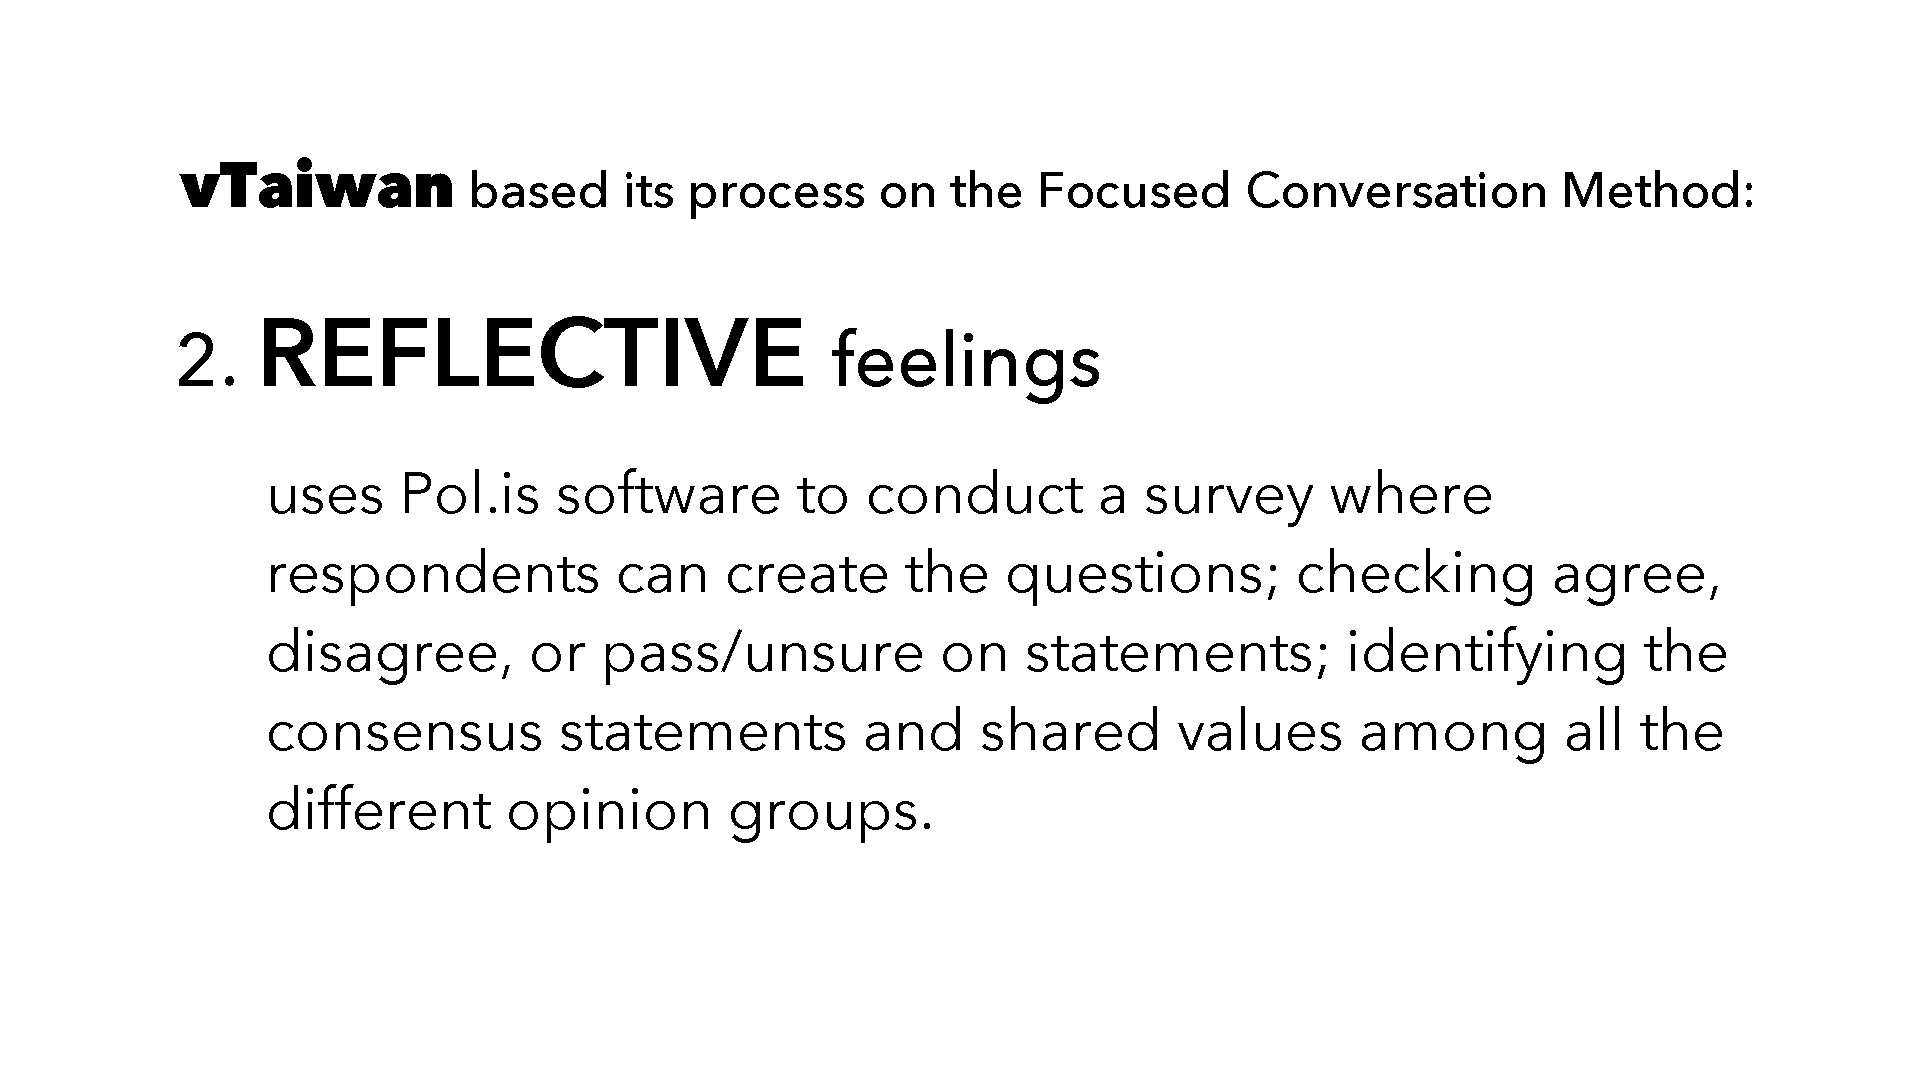 vTaiwan based its process on the Focused Conversation Method:
2. REFLECTIVE feelings
uses Pol.is software to conduct a survey where
respondents can create the questions; checking agree,
disagree, or pass/unsure on statements; identifying the
consensus statements and shared values among all the
different opinion groups.